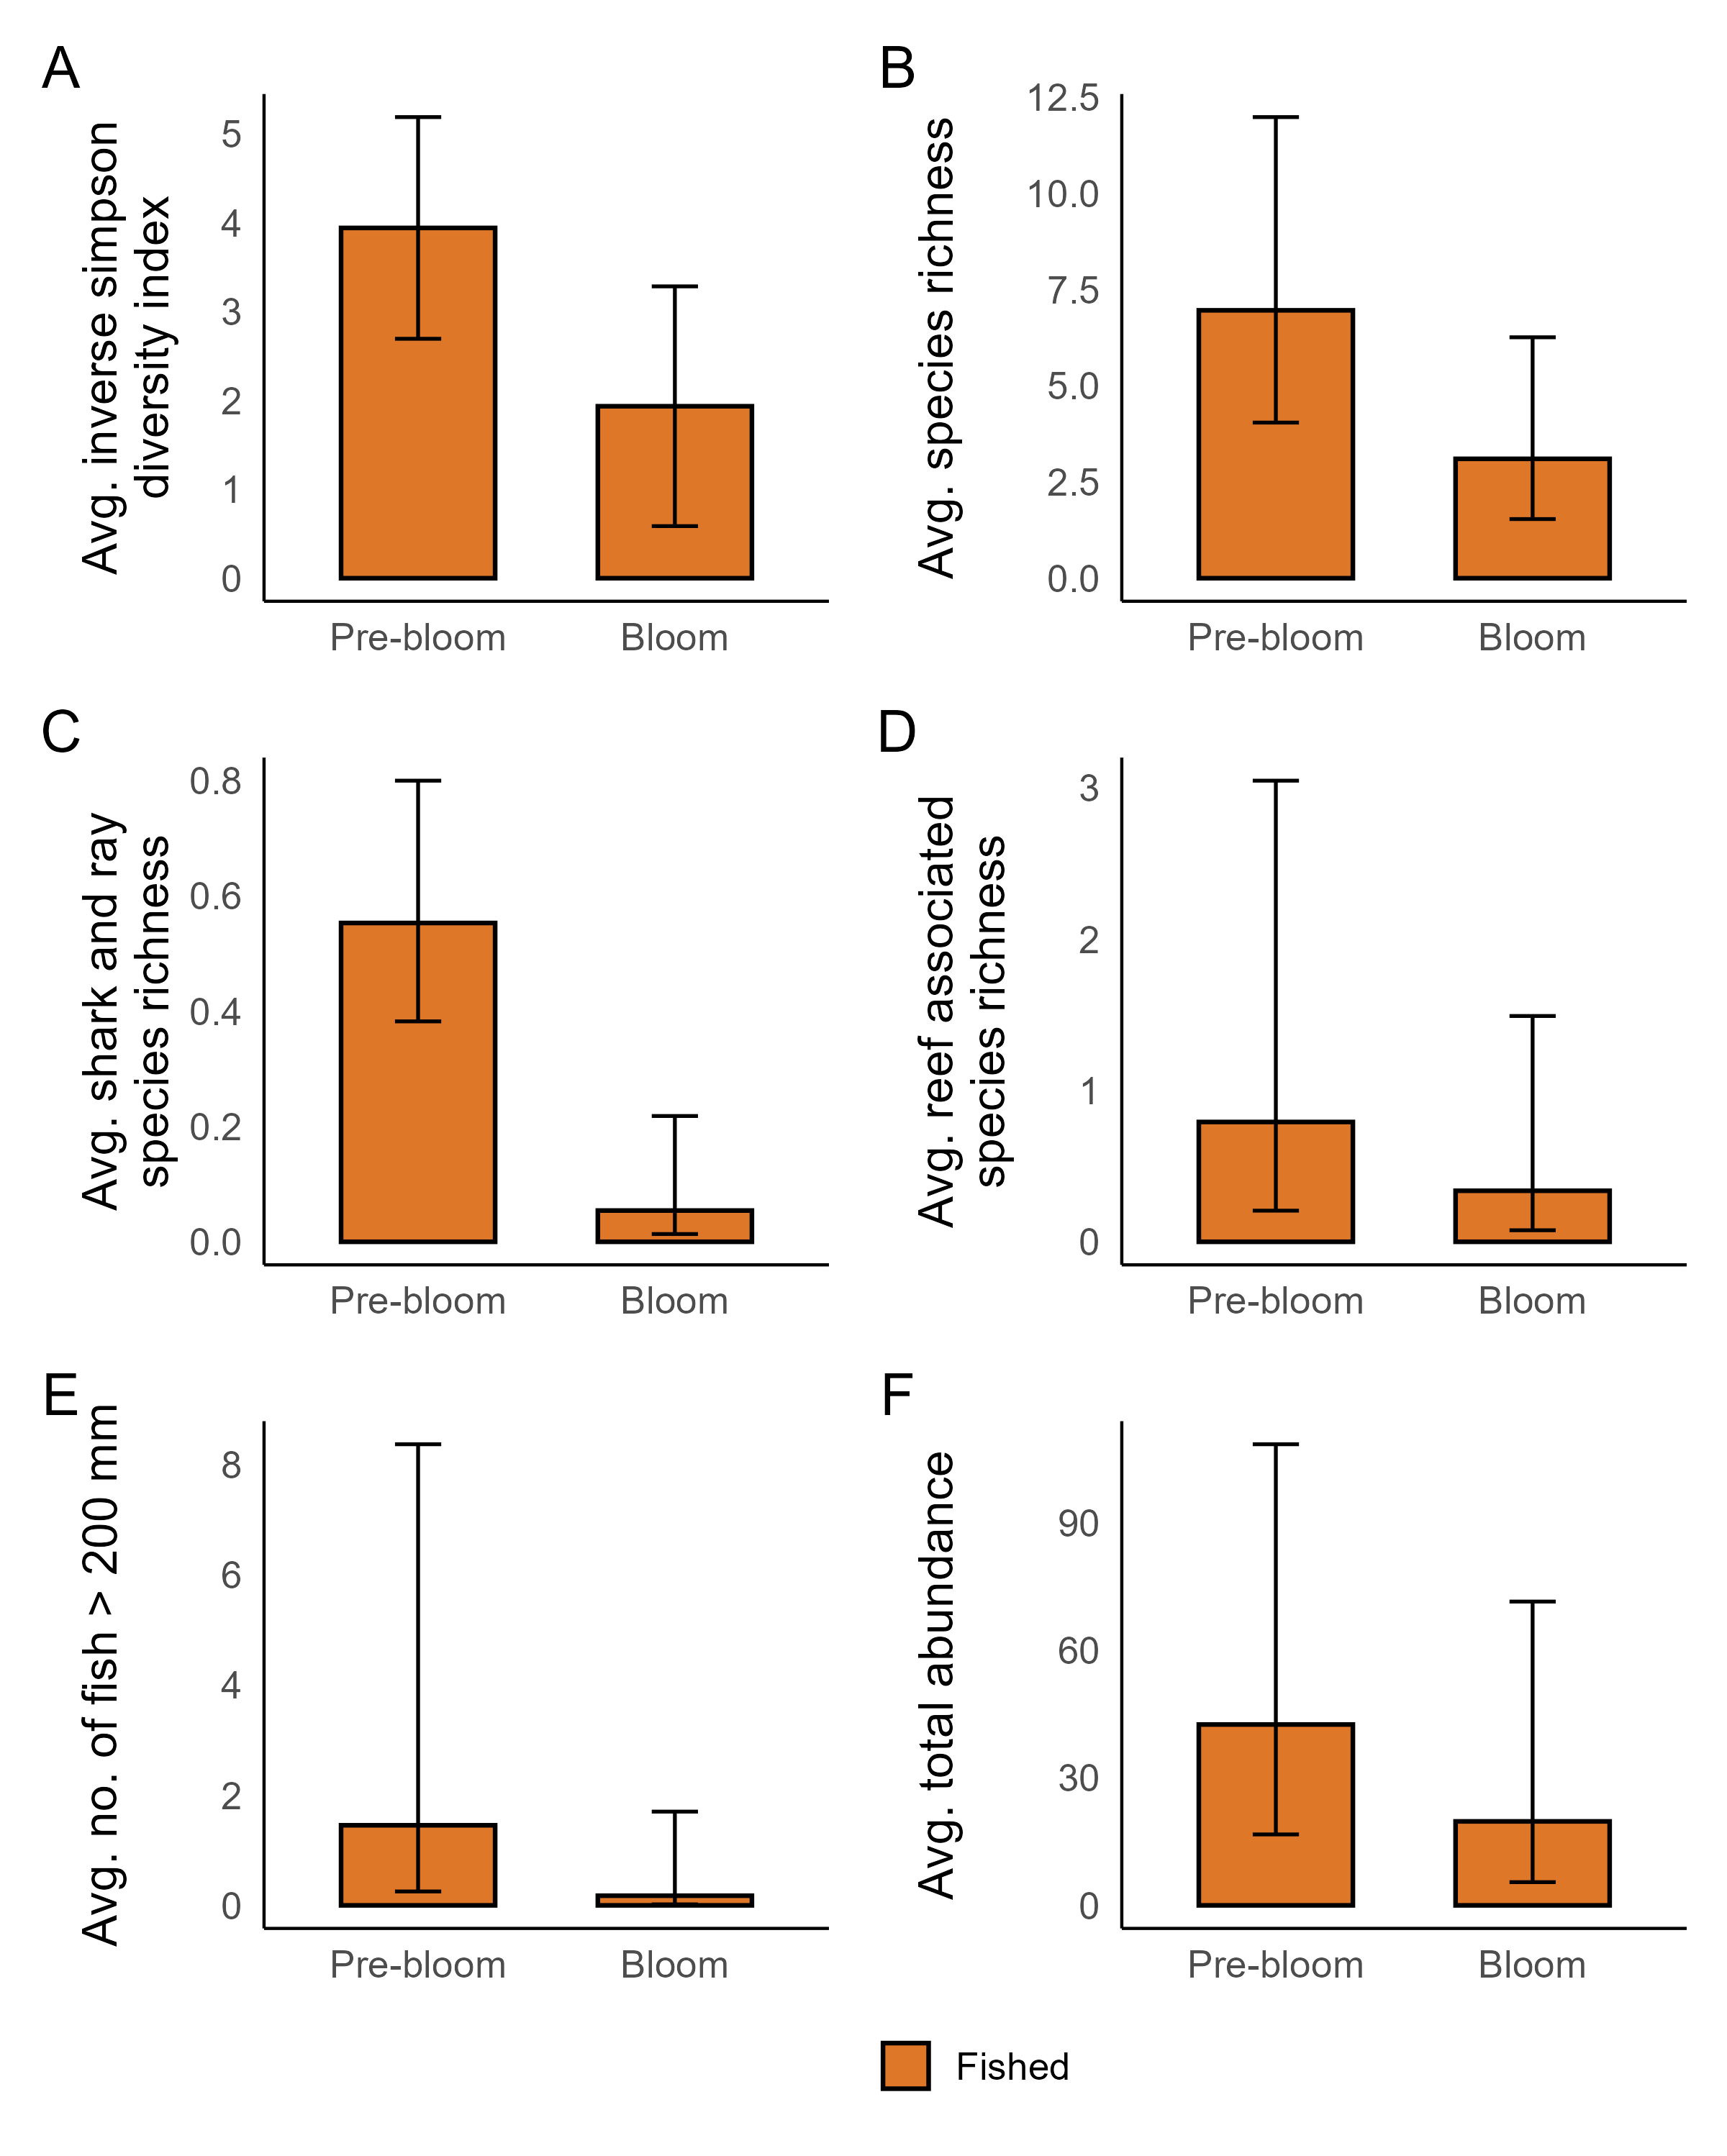 A
Avg. inverse simpson
diversity index
5
4
3
2
1
0
Pre-bloom
Bloom
B
Avg. species richness
12.5
10.0
7.5
5.0
2.5
0.0
Pre-bloom
Bloom
C
Avg. shark and ray
species richness
0.8
0.6
0.4
0.2
0.0
Pre-bloom
Bloom
D
Avg. reef associated
species richness
3
2
1
0
Pre-bloom
Bloom
E
Avg. no. of fish > 200 mm
8
6
4
2
0
Pre-bloom
Bloom
F
Avg. total abundance
90
60
30
0
Pre-bloom
Bloom
Fished